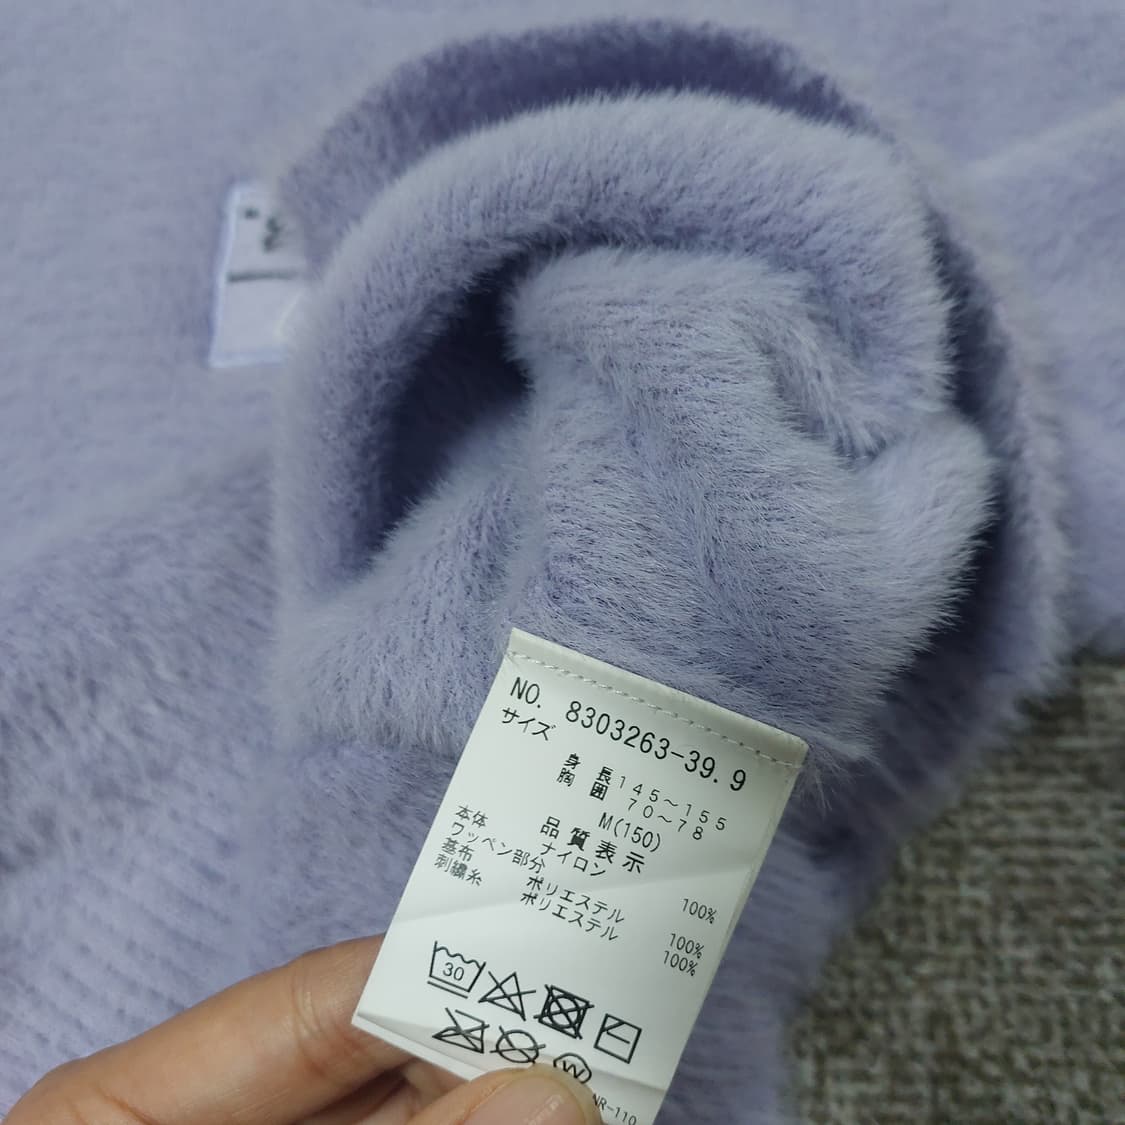 NO. 8303263-39.9
サイズ
身長145～155
胸囲 70～78
M(150)
品質表示
本体 ナイロン 100%
ワッペン部分
基布 ポリエステル 100%
刺繍糸 ポリエステル 100%
30
W
NR-110